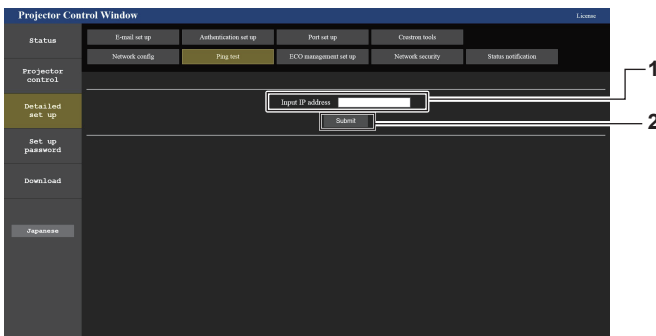 Projector Control Window
License
Status
Projector
control
Detailed
set up
Set up
password
Download
Japanese
E-mail set up
Authentication set up
Port set up
Crestron tools
Network config
Ping test
ECO management set up
Network security
Status notification
Input IP address
Submit
1
2